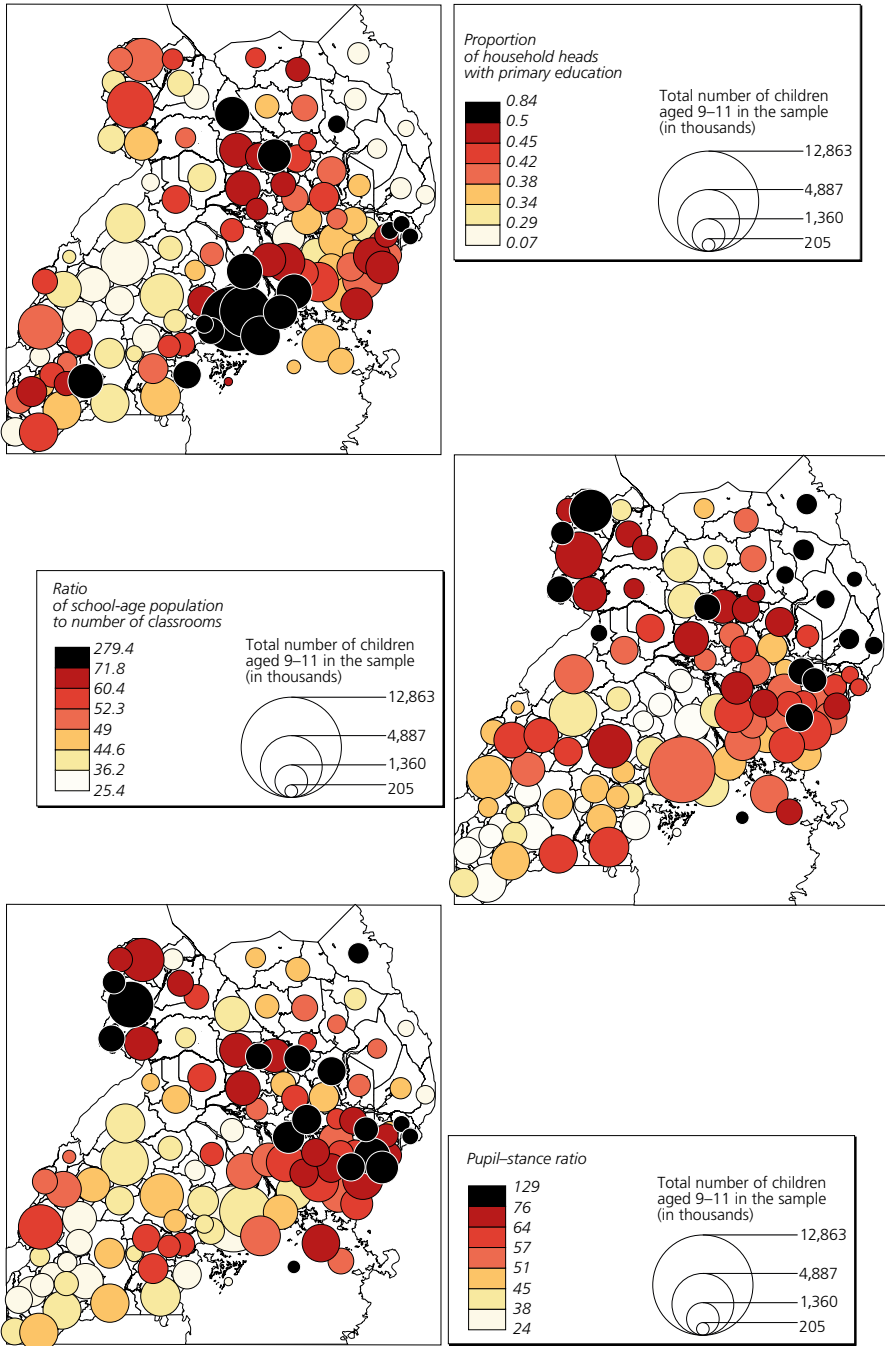 Proportion
of household heads
with primary education
0.84
0.5
0.45
0.42
0.38
0.34
0.29
0.07
Total number of children
aged 9–11 in the sample
(in thousands)
12,863
4,887
1,360
205
Ratio
of school-age population
to number of classrooms
279.4
71.8
60.4
52.3
49
44.6
36.2
25.4
Total number of children
aged 9–11 in the sample
(in thousands)
12,863
4,887
1,360
205
Pupil–stance ratio
129
76
64
57
51
45
38
24
Total number of children
aged 9–11 in the sample
(in thousands)
12,863
4,887
1,360
205